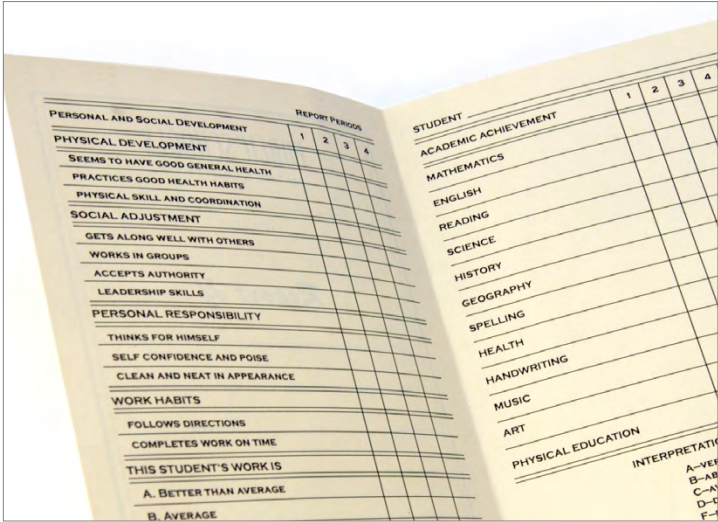 REPORT PERIODS
PERSONAL AND SOCIAL DEVELOPMENT 1 2 3 4
PHYSICAL DEVELOPMENT
SEEMS TO HAVE GOOD GENERAL HEALTH
PRACTICES GOOD HEALTH HABITS
PHYSICAL SKILL AND COORDINATION
SOCIAL ADJUSTMENT
GETS ALONG WELL WITH OTHERS
WORKS IN GROUPS
ACCEPTS AUTHORITY
LEADERSHIP SKILLS
PERSONAL RESPONSIBILITY
THINKS FOR HIMSELF
SELF CONFIDENCE AND POISE
CLEAN AND NEAT IN APPEARANCE
WORK HABITS
FOLLOWS DIRECTIONS
COMPLETES WORK ON TIME
THIS STUDENT'S WORK IS
A. BETTER THAN AVERAGE
B. AVERAGE
STUDENT
ACADEMIC ACHIEVEMENT 1 2 3 4
MATHEMATICS
ENGLISH
READING
SCIENCE
HISTORY
GEOGRAPHY
SPELLING
HEALTH
HANDWRITING
MUSIC
ART
PHYSICAL EDUCATION